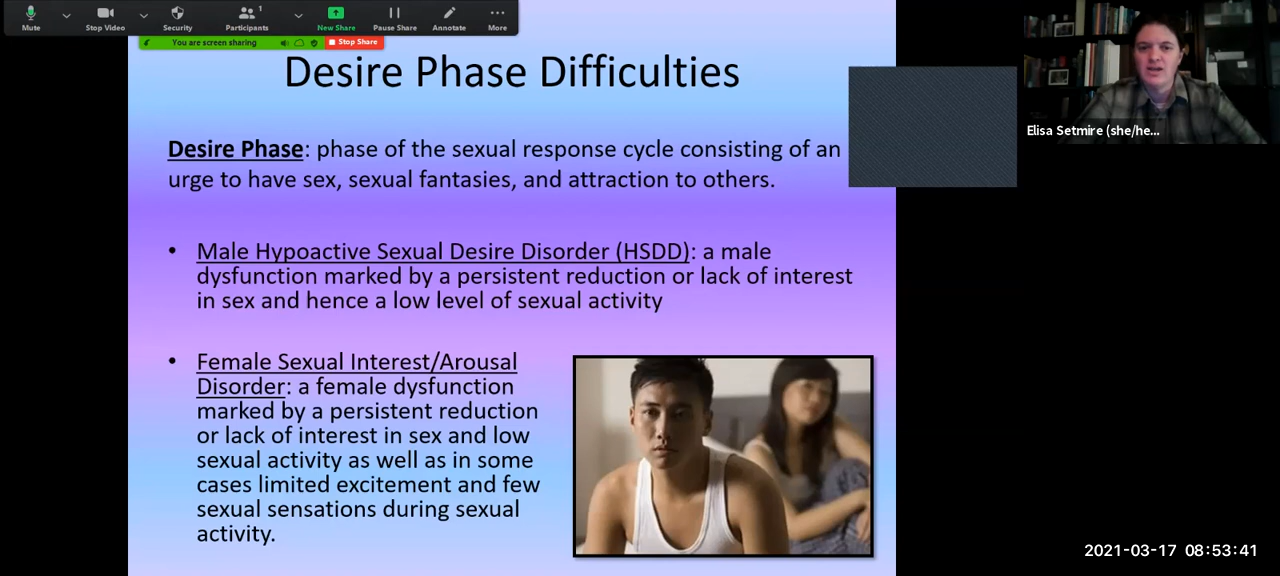 Mute
Stop Video
Security
Participants
1
New Share
Pause Share
Annotate
More
You are screen sharing
Stop Share
Desire Phase Difficulties
Desire Phase: phase of the sexual response cycle consisting of an
urge to have sex, sexual fantasies, and attraction to others.
• Male Hypoactive Sexual Desire Disorder (HSDD): a male
dysfunction marked by a persistent reduction or lack of interest
in sex and hence a low level of sexual activity
• Female Sexual Interest/Arousal
Disorder: a female dysfunction
marked by a persistent reduction
or lack of interest in sex and low
sexual activity as well as in some
cases limited excitement and few
sexual sensations during sexual
activity.
Elisa Setmire (she/he...
2021-03-17 08:53:41